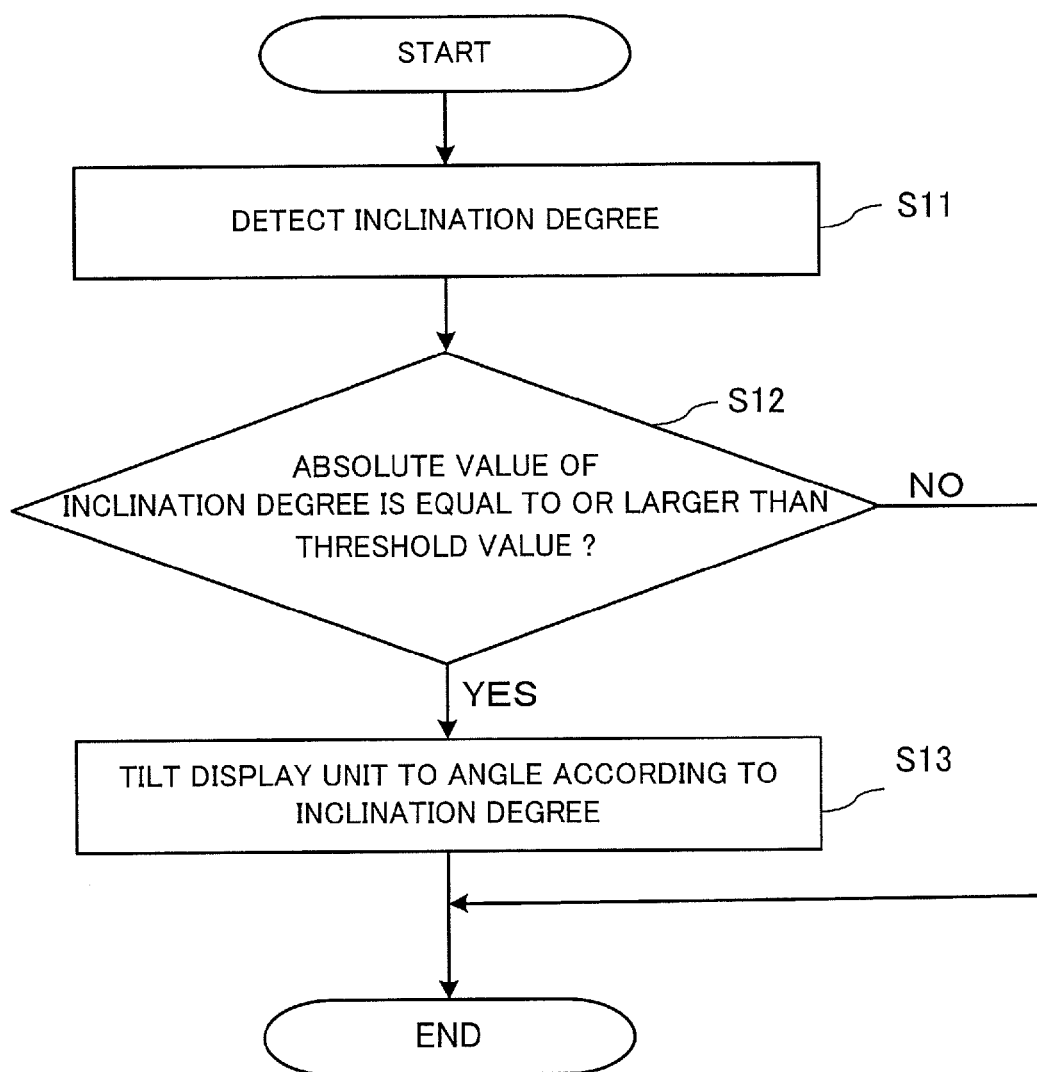 START
DETECT INCLINATION DEGREE
S11
S12
ABSOLUTE VALUE OF
INCLINATION DEGREE IS EQUAL TO OR LARGER THAN
THRESHOLD VALUE ?
NO
YES
TILT DISPLAY UNIT TO ANGLE ACCORDING TO
INCLINATION DEGREE
S13
END